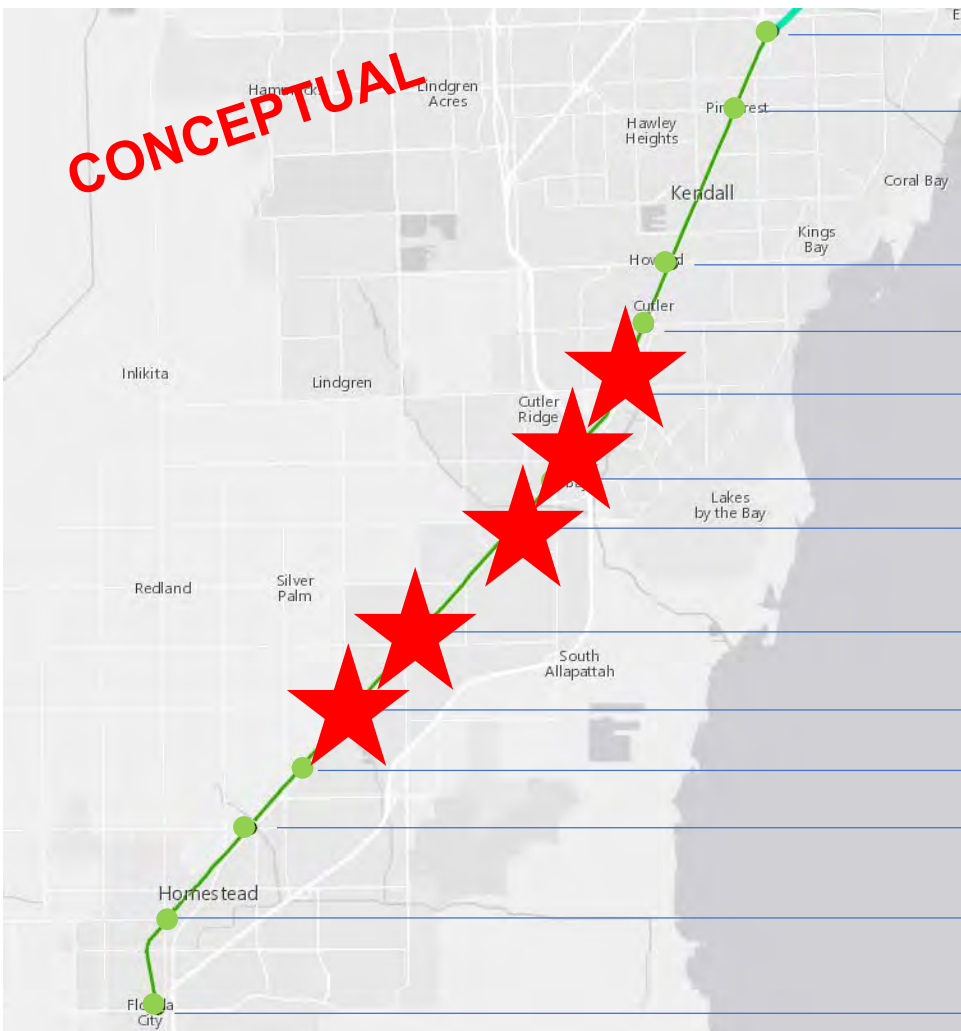 E
CONCEPTUAL
Lindgren
Acres
Hawley
Heights
Coral Bay
Kendall
Kings
Bay
Cutler
Inlikita
Lindgren
Cutler
Ridge
Lakes
by the Bay
Redland
Silver
Palm
South
Allapattah
Homestead
City